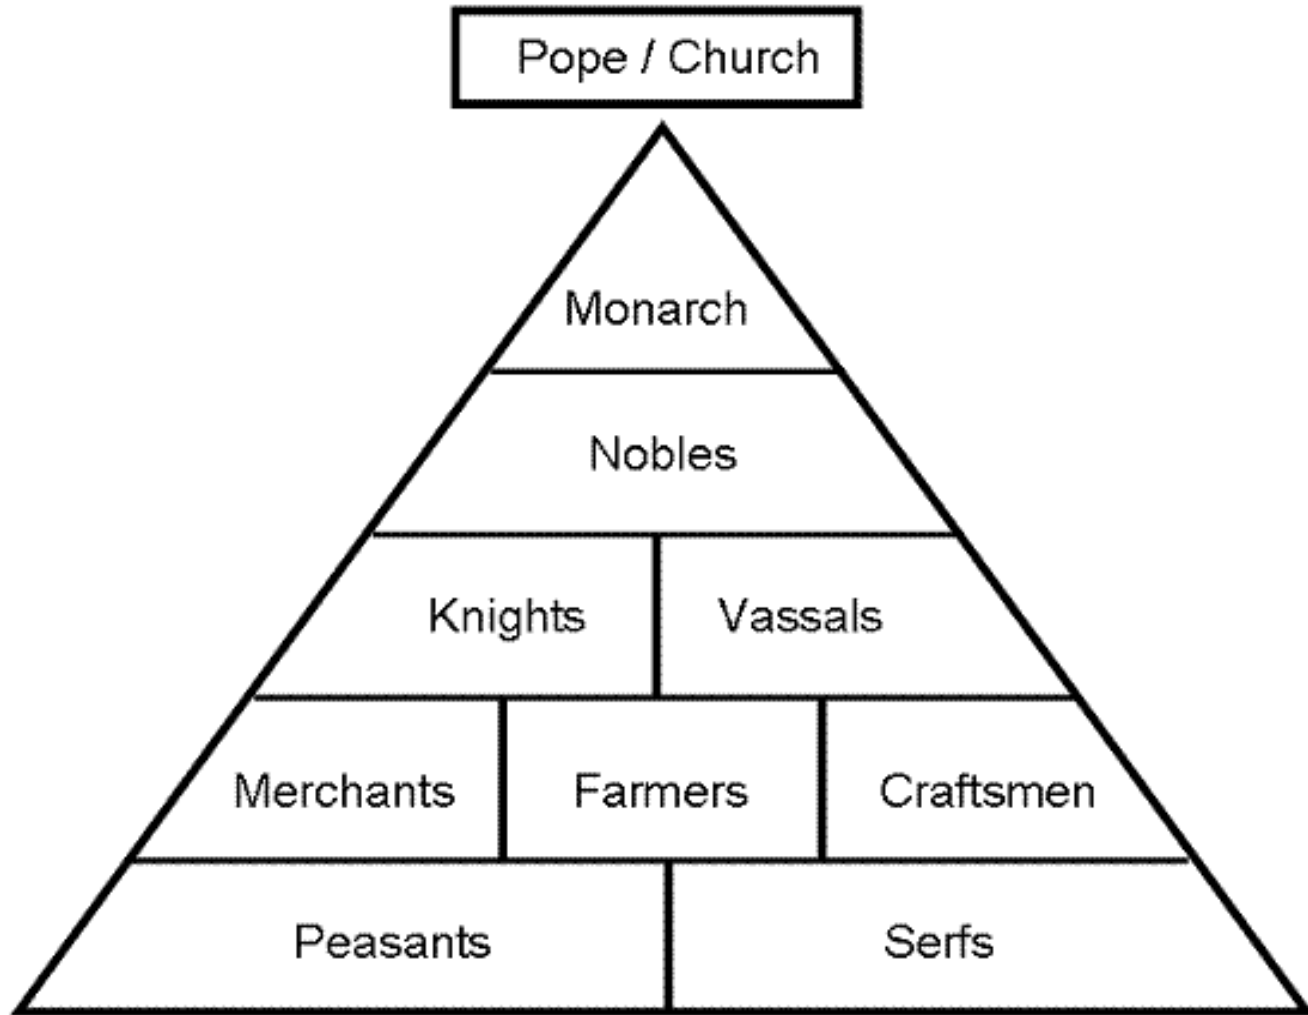 Pope / Church
Monarch
Nobles
Knights Vassals
Merchants Farmers Craftsmen
Peasants Serfs